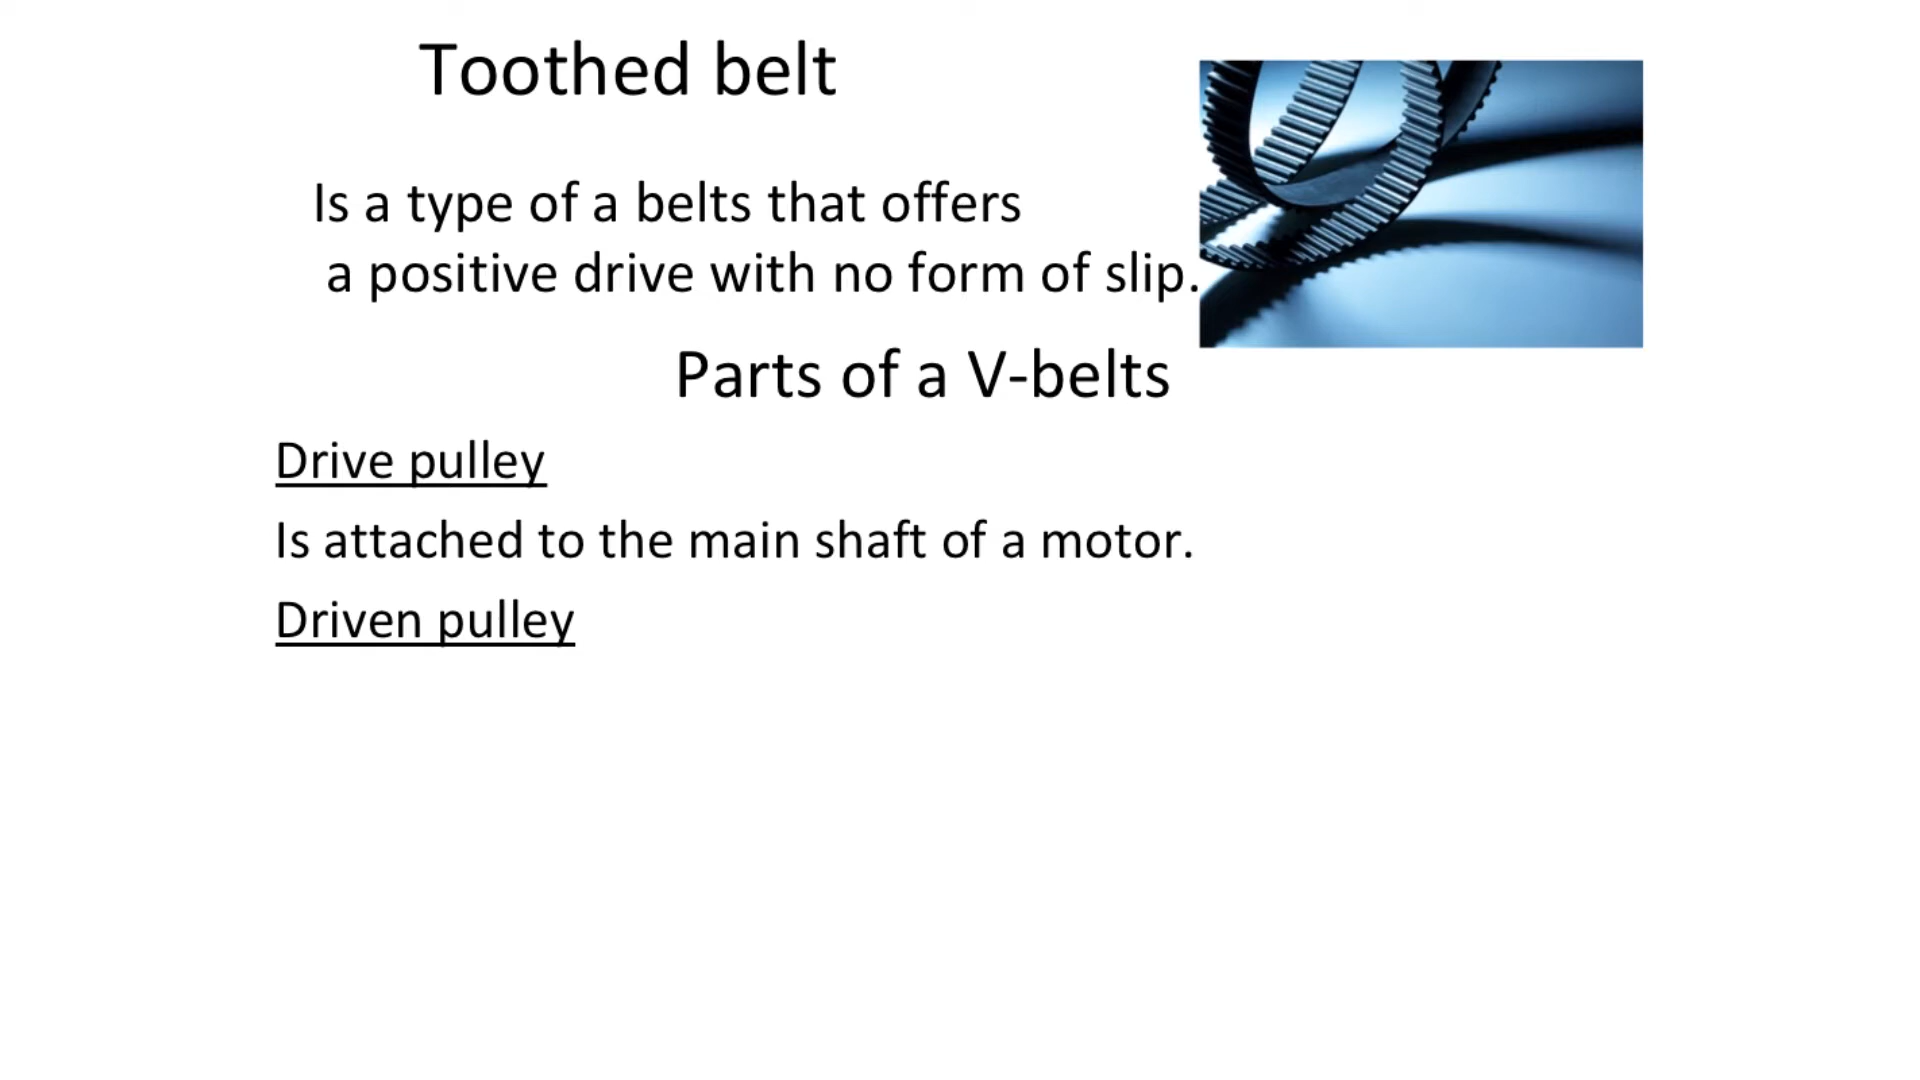 Toothed belt
Is a type of a belts that offers
a positive drive with no form of slip.
Parts of a V-belts
Drive pulley
Is attached to the main shaft of a motor.
Driven pulley